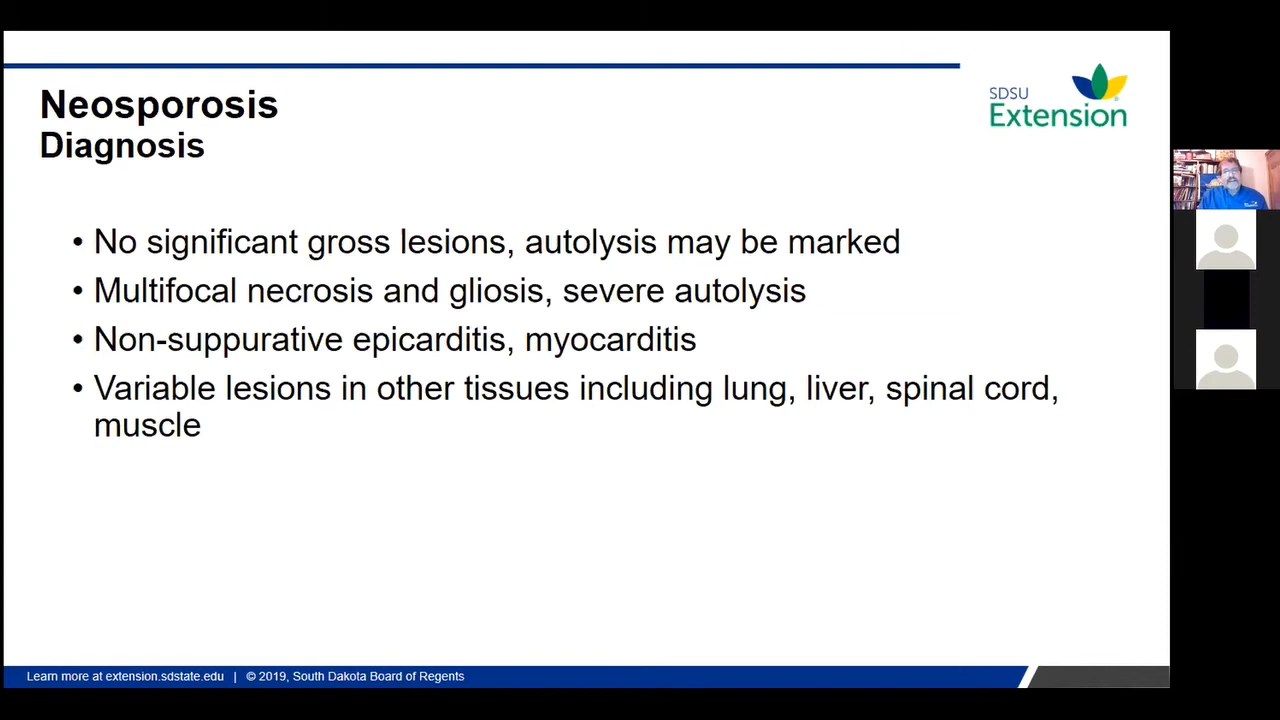 Neosporosis
Diagnosis
SDSU
Extension
• No significant gross lesions, autolysis may be marked
• Multifocal necrosis and gliosis, severe autolysis
• Non-suppurative epicarditis, myocarditis
• Variable lesions in other tissues including lung, liver, spinal cord,
muscle
Learn more at extension.sdstate.edu | © 2019, South Dakota Board of Regents